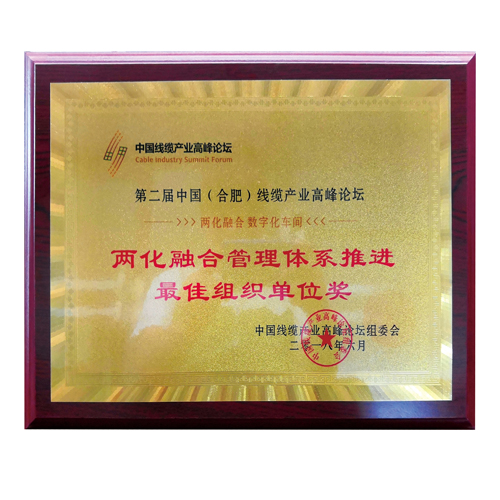 中国线缆产业高峰论坛
Cable Industry Summit Forum
第二届中国（合肥）线缆产业高峰论坛
>>> 两化融合 数字化车间 <<<
两化融合管理体系推进
最佳组织单位奖
中国线缆产业高峰论坛组委会
二〇一八年六月